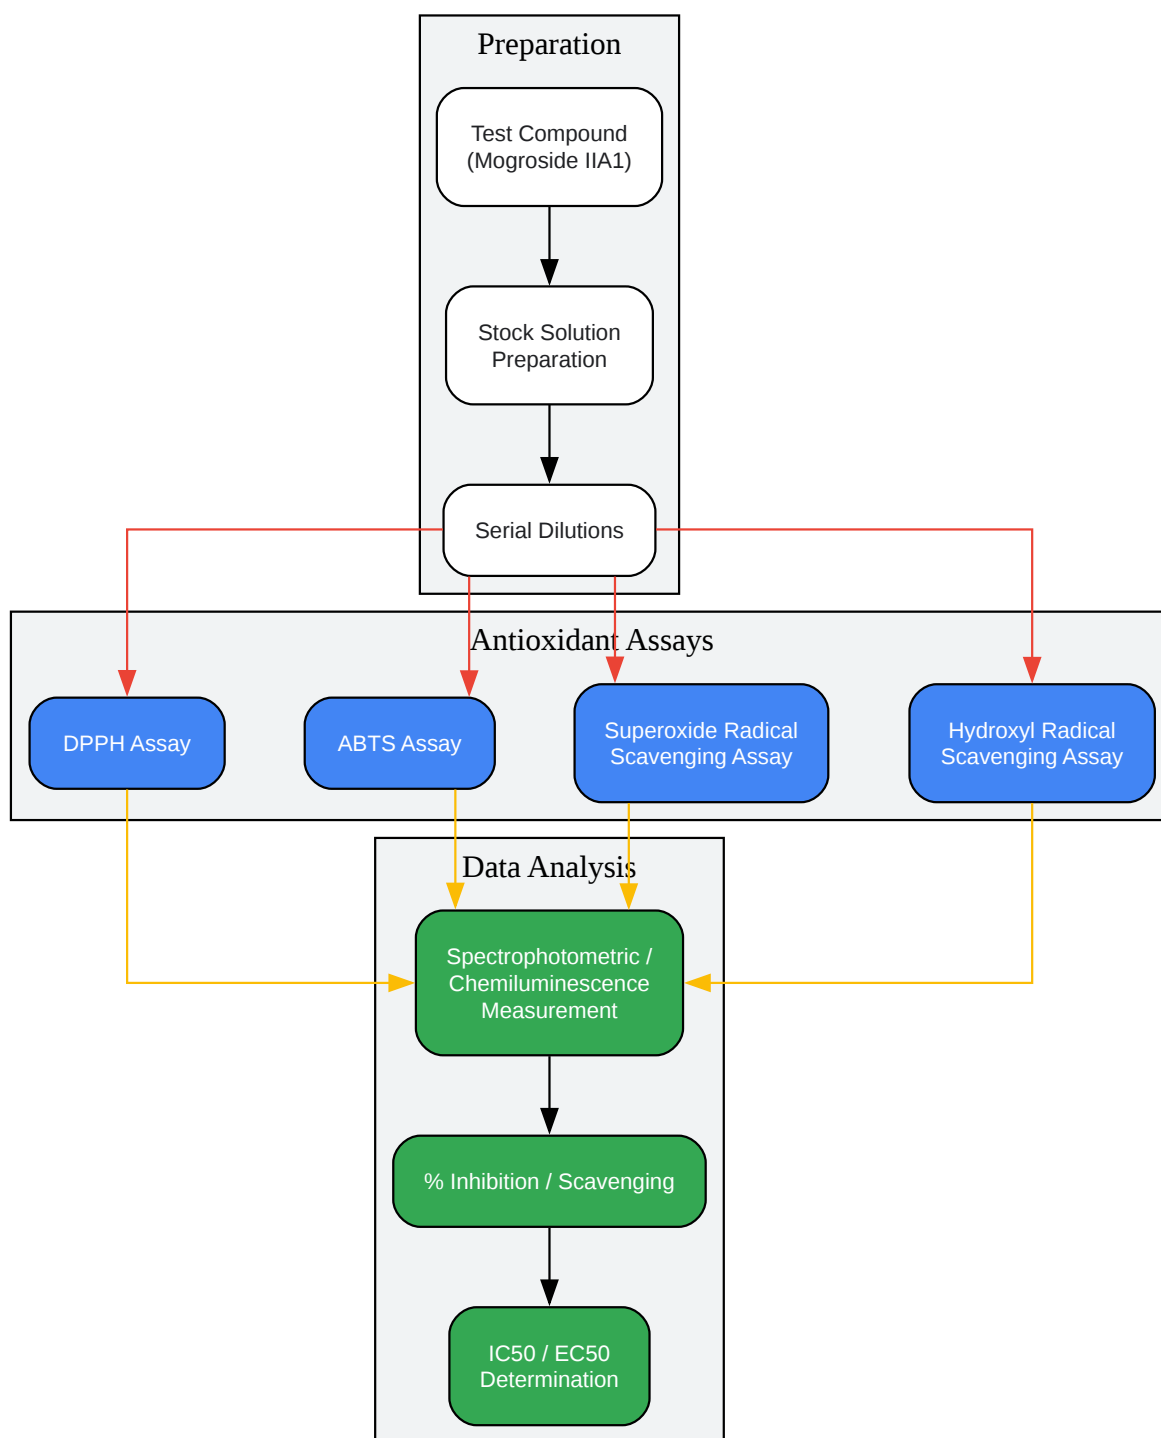 Preparation
Test Compound
(Mogroside IIA1)
Stock Solution
Preparation
Serial Dilutions
Antioxidant Assays
DPPH Assay
ABTS Assay
Superoxide Radical
Scavenging Assay
Hydroxyl Radical
Scavenging Assay
Data Analysis
Spectrophotometric /
Chemiluminescence
Measurement
% Inhibition / Scavenging
IC50 / EC50
Determination